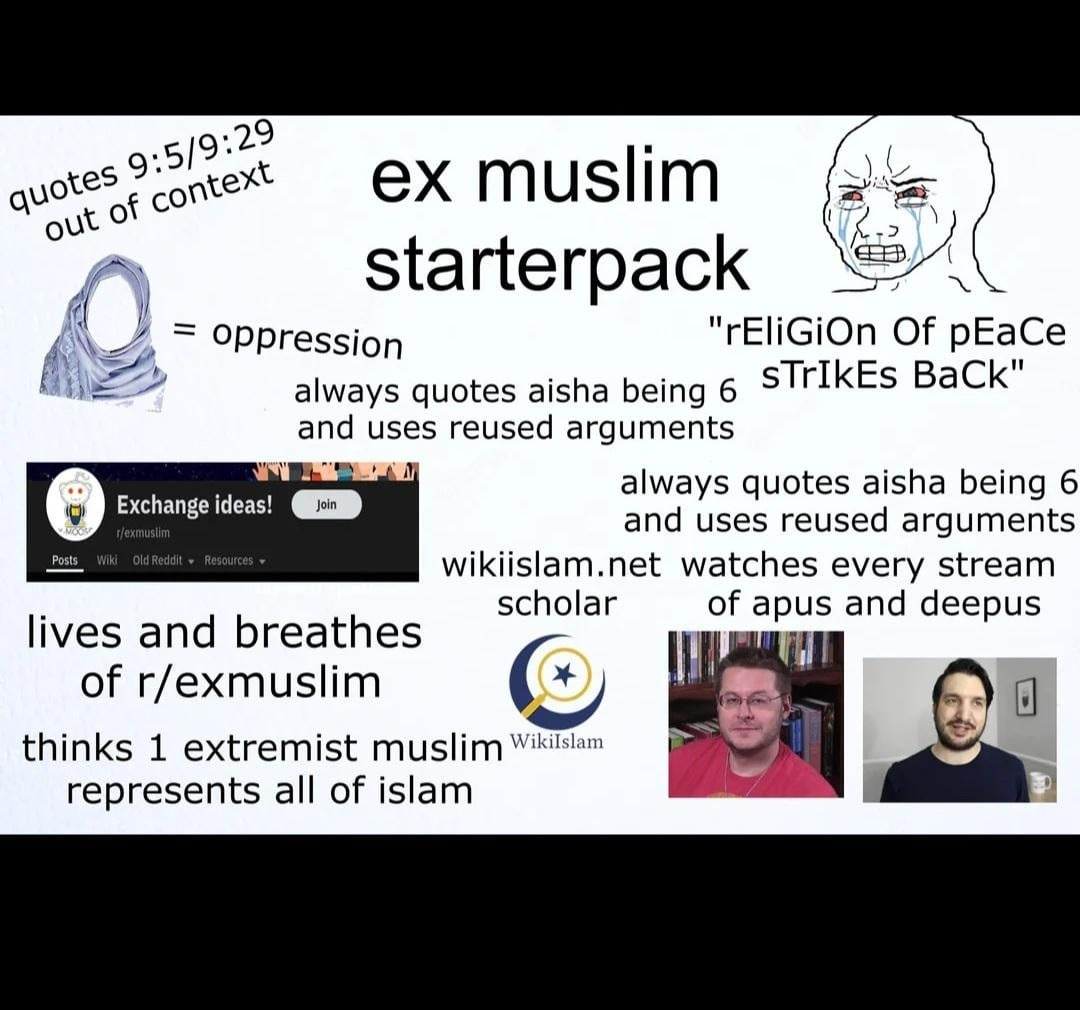 quotes 9:5/9:29
out of context
ex muslim
starterpack
= oppression
"rEliGiOn Of pEaCe
sTrIkEs BaCk"
always quotes aisha being 6
and uses reused arguments
Exchange ideas!
Join
r/exmuslim
Posts Wiki Old Reddit Resources
always quotes aisha being 6
and uses reused arguments
wikiislam.net
scholar
watches every stream
of apus and deepus
lives and breathes
of r/exmuslim
WikiIslam
thinks 1 extremist muslim
represents all of islam